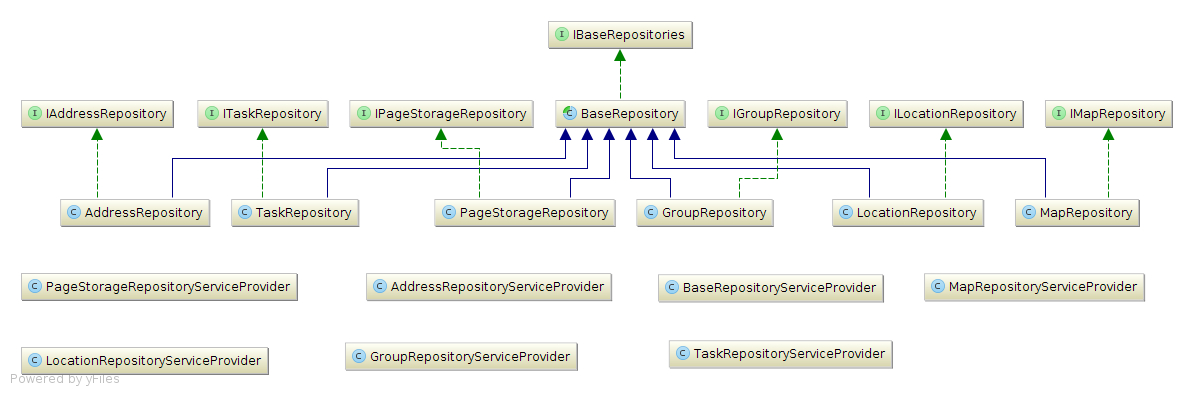 I IBaseRepositories
I IAddressRepository
I ITaskRepository
I IPageStorageRepository
C BaseRepository
I IGroupRepository
I ILocationRepository
I IMapRepository
C AddressRepository
C TaskRepository
C PageStorageRepository
C GroupRepository
C LocationRepository
C MapRepository
C PageStorageRepositoryServiceProvider
C AddressRepositoryServiceProvider
C BaseRepositoryServiceProvider
C MapRepositoryServiceProvider
C LocationRepositoryServiceProvider
C GroupRepositoryServiceProvider
C TaskRepositoryServiceProvider
Powered by yFiles